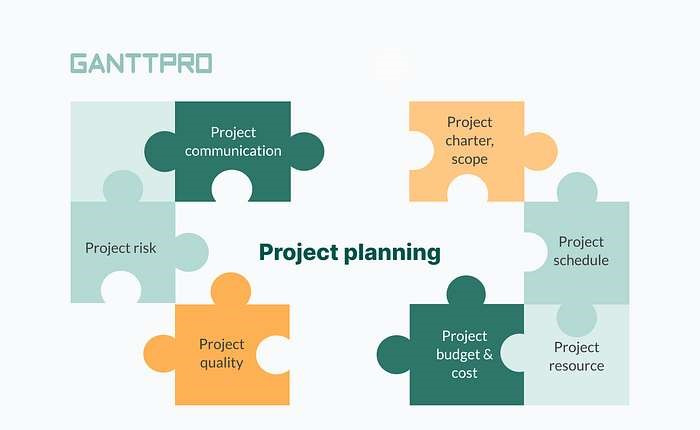 GANTTPRO
Project
communication
Project
charter,
scope
Project risk
Project planning
Project
schedule
Project
quality
Project
budget &
cost
Project
resource